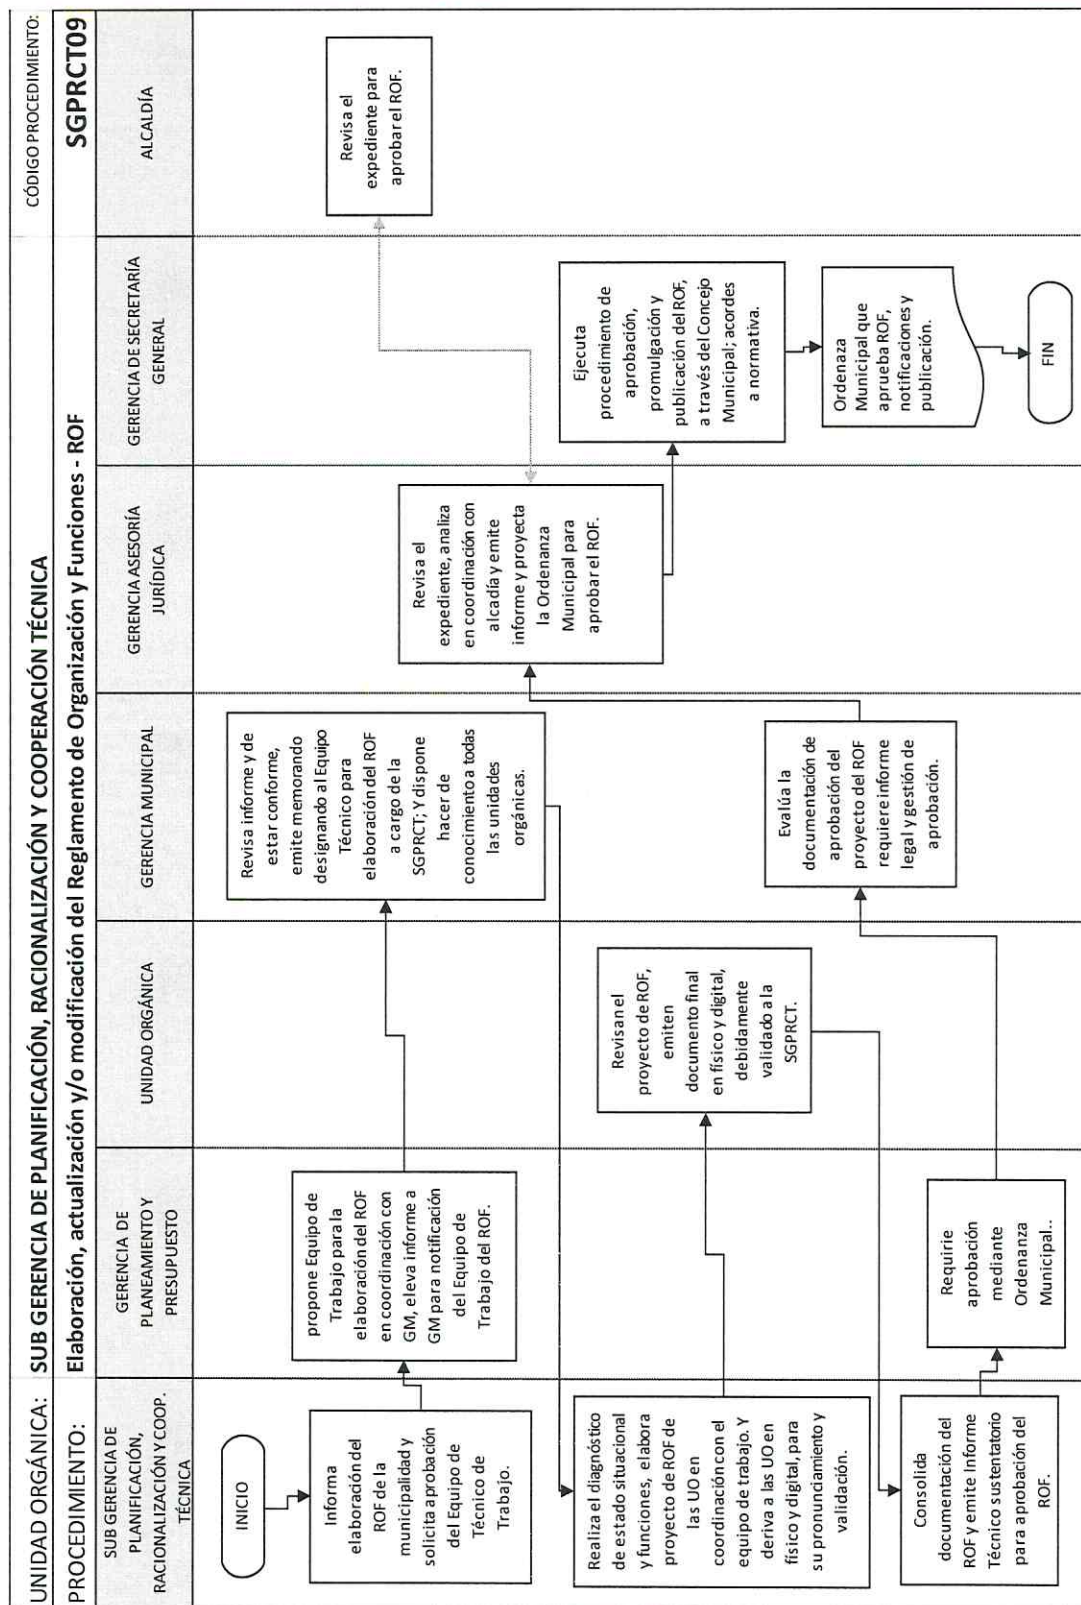 UNIDAD ORGÁNICA: SUB GERENCIA DE PLANIFICACIÓN, RACIONALIZACIÓN Y COOPERACIÓN TÉCNICA
CÓDIGO PROCEDIMIENTO:
PROCEDIMIENTO: Elaboración, actualización y/o modificación del Reglamento de Organización y Funciones - ROF
SGPRCT09
SUB GERENCIA DE
PLANIFICACIÓN,
RACIONALIZACIÓN Y COOP.
TÉCNICA
GERENCIA DE
PLANEAMIENTO Y
PRESUPUESTO
UNIDAD ORGÁNICA
GERENCIA MUNICIPAL
GERENCIA ASESORÍA
JURÍDICA
GERENCIA DE SECRETARÍA
GENERAL
ALCALDÍA
INICIO
Informa
elaboración del
ROF de la
municipalidad y
solicita aprobación
del Equipo de
Técnico de
Trabajo.
propone Equipo de
Trabajo para la
elaboración del ROF
en coordinación con
GM, eleva informe a
GM para notificación
del Equipo de
Trabajo del ROF.
Revisa informe y de
estar conforme,
emite memorando
designando al Equipo
Técnico para
elaboración del ROF
a cargo de la
SGPRCT; Y dispone
hacer de
conocimiento a todas
las unidades
orgánicas.
Realiza el diagnóstico
de estado situacional
y funciones, elabora
proyecto de ROF de
las UO en
coordinación con el
equipo de trabajo. Y
deriva a las UO en
físico y digital, para
su pronunciamiento y
validación.
Revisan el
proyecto de ROF,
emiten
documento final
en físico y digital,
debidamente
validado a la
SGPRCT.
Consolida
documentación del
ROF y emite Informe
Técnico sustentatorio
para aprobación del
ROF.
Requirie
aprobación
mediante
Ordenanza
Municipal..
Evalúa la
documentación de
aprobación del
proyecto del ROF
requiere informe
legal y gestión de
aprobación.
Revisa el
expediente, analiza
en coordinación con
alcadía y emite
informe y proyecta
la Ordenanza
Municipal para
aprobar el ROF.
Revisa el
expediente para
aprobar el ROF.
Ejecuta
procedimiento de
aprobación,
promulgación y
publicación del ROF,
a través del Concejo
Municipal; acordes
a normativa.
Ordenaza
Municipal que
aprueba ROF,
notificaciones y
publicación.
FIN